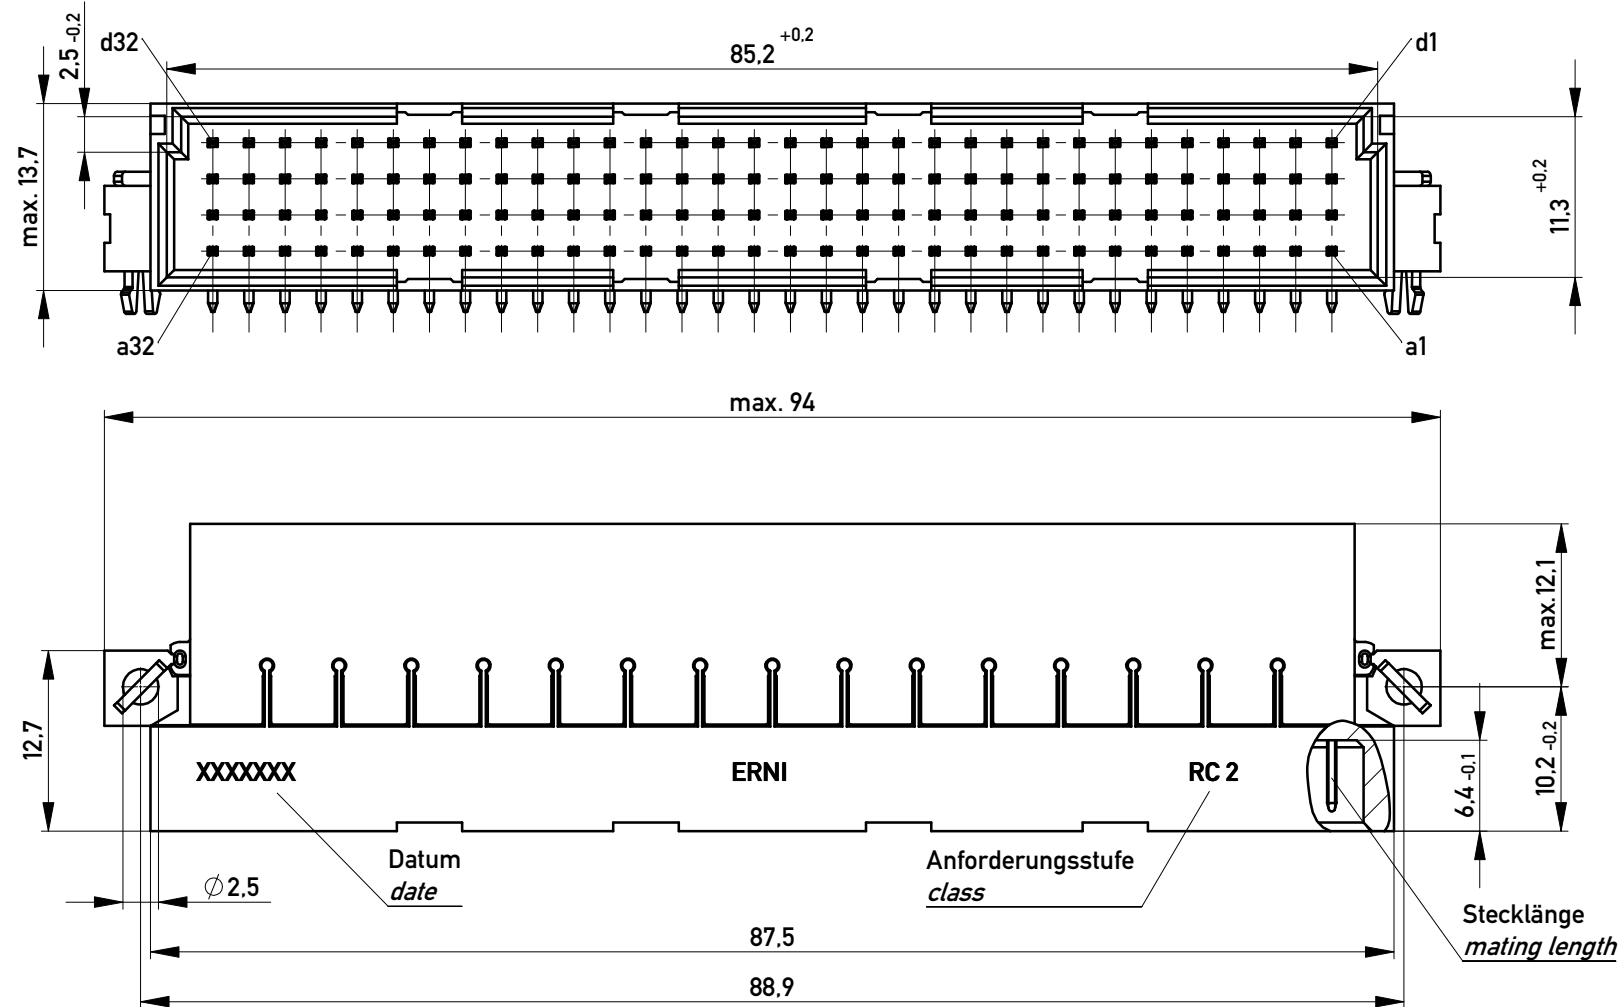 d32
85,2 +0,2
d1
2,5 -0,2
max. 13,7
11,3 +0,2
a32
a1
max. 94
max.12,1
12,7
10,2 -0,2
6,4 -0,1
XXXXXXX
ERNI
RC 2
Datum
date
Anforderungsstufe
class
∅ 2,5
Stecklänge
mating length
87,5
88,9